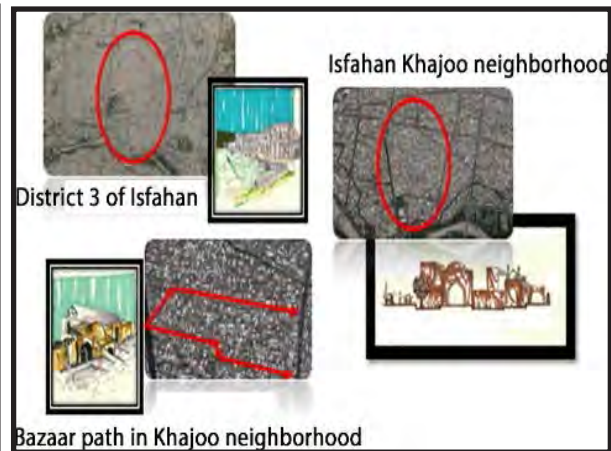 Isfahan Khajoo neighborhood
District 3 of Isfahan
Bazaar path in Khajoo neighborhood